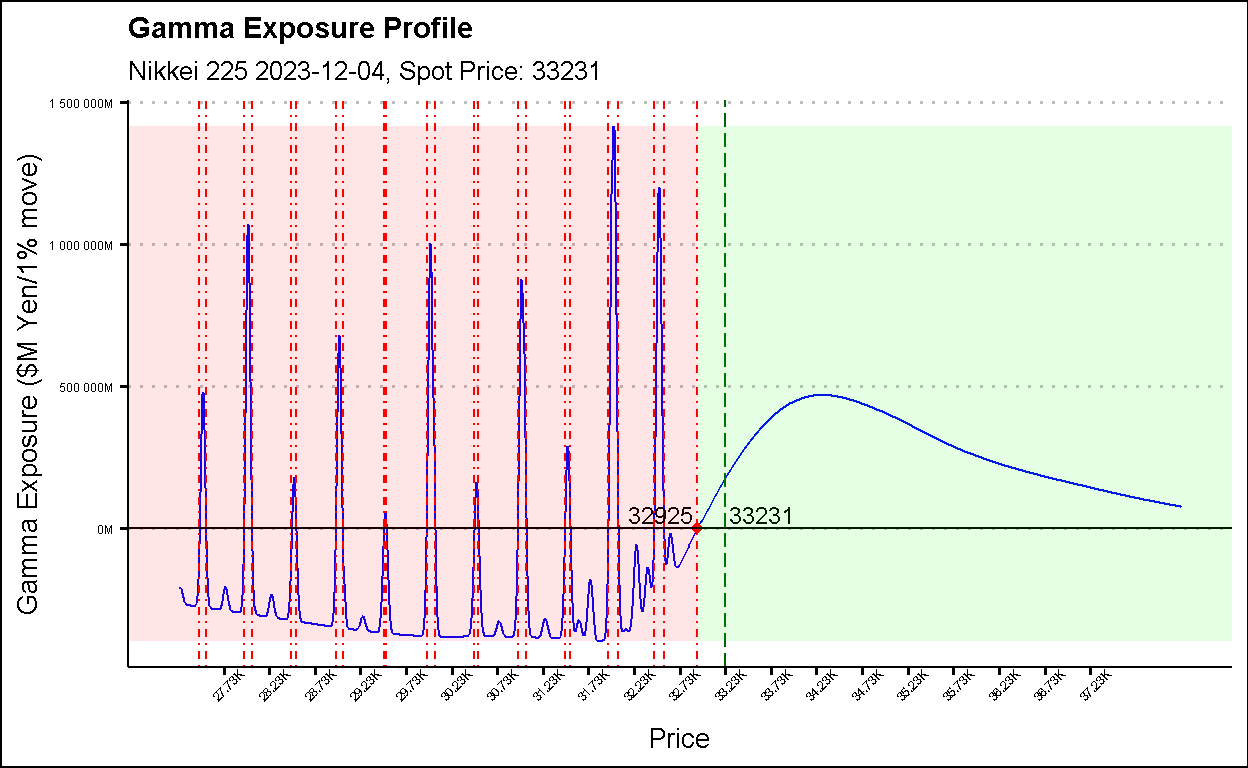 Gamma Exposure Profile
Nikkei 225 2023-12-04, Spot Price: 33231
Gamma Exposure ($M Yen/1% move)
1 500 000M
1 000 000M
500 000M
0M
32925
33231
27.73K
28.23K
28.73K
29.23K
29.73K
30.23K
30.73K
31.23K
31.73K
32.23K
32.73K
33.23K
33.73K
34.23K
34.73K
35.23K
35.73K
36.23K
36.73K
37.23K
Price